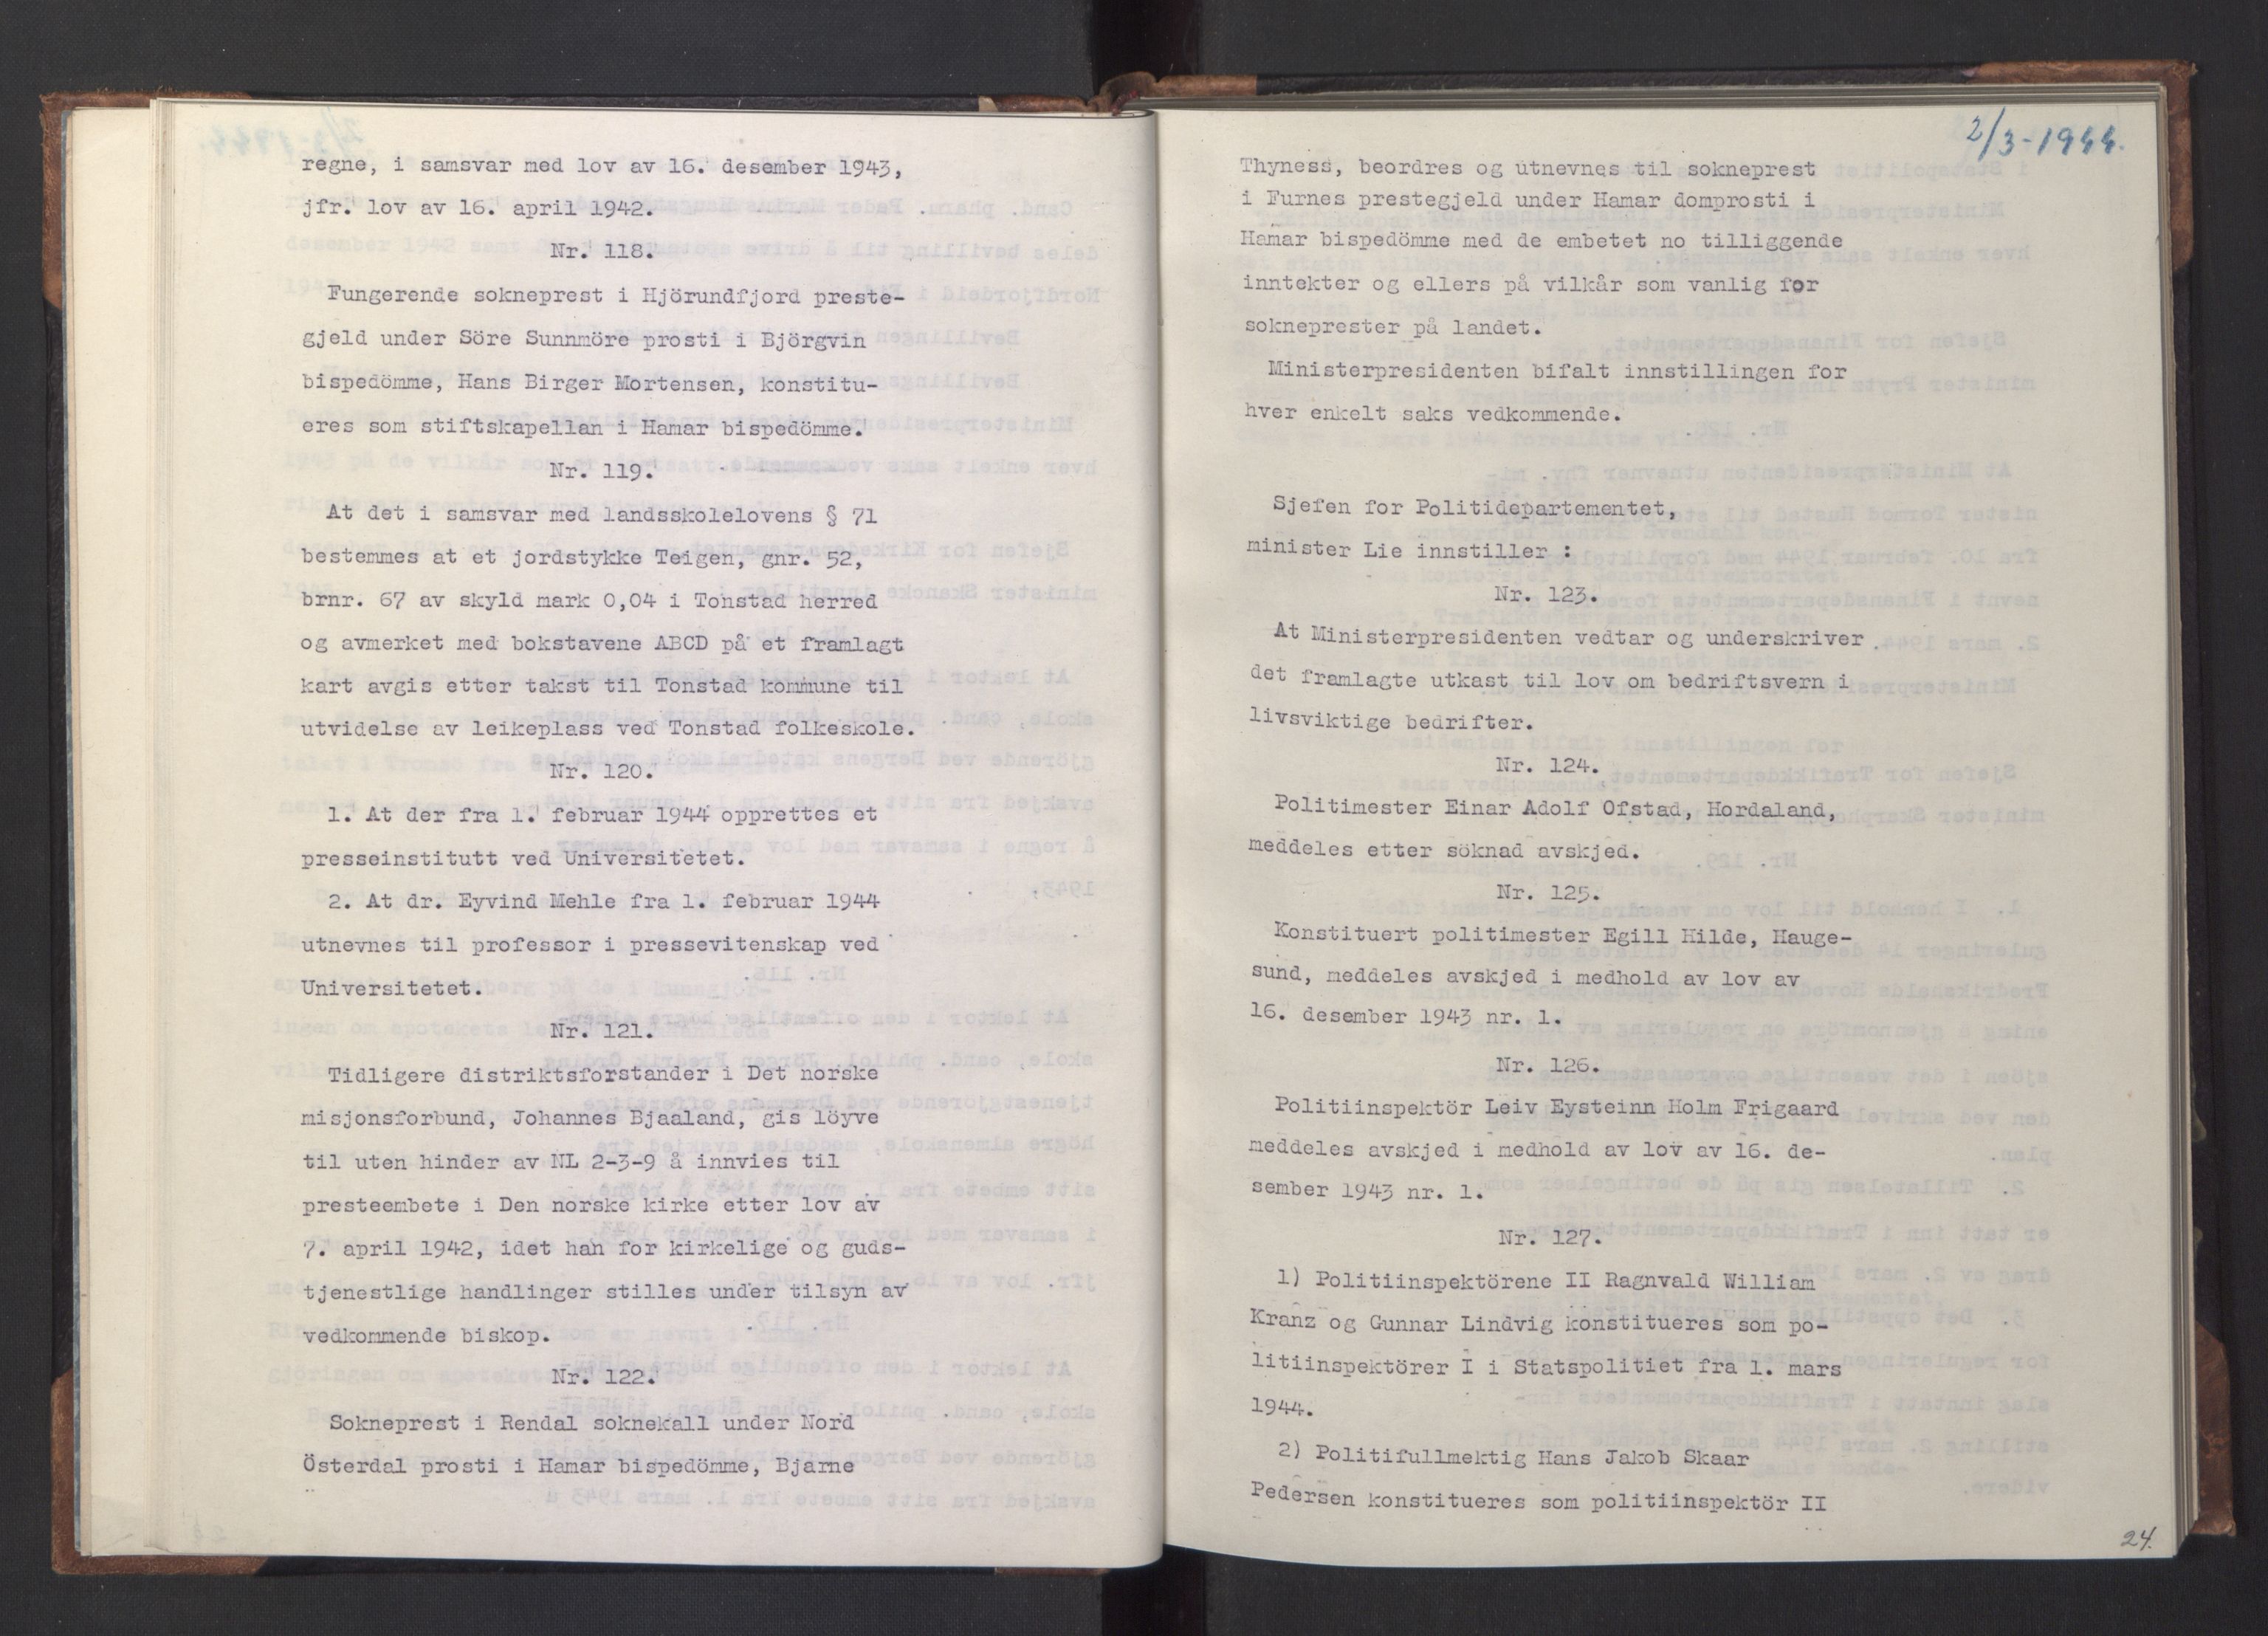 regne, i samsvar med lov av 16. desember 1943,
jfr. lov av 16. april 1942.
Nr. 118.
Fungerende sokneprest i Hjörundfjord preste-
gjeld under Söre Sunnmöre prosti i Björgvin
bispedömme, Hans Birger Mortensen, konstitu-
eres som stiftskapellan i Hamar bispedömme.
Nr. 119.
At det i samsvar med landsskolelovens § 71
bestemmes at et jordstykke Teigen, gnr. 52,
brnr. 67 av skyld mark 0,04 i Tonstad herred
og avmerket med bokstavene ABCD på et framlagt
kart avgis etter takst til Tonstad kommune til
utvidelse av leikeplass ved Tonstad folkeskole.
Nr. 120.
1. At der fra 1. februar 1944 opprettes et
presseinstitutt ved Universitetet.
2. At dr. Eyvind Mehle fra 1. februar 1944
utnevnes til professor i pressevitenskap ved
Universitetet.
Nr. 121.
Tidligere distriktsforstander i Det norske
misjonsforbund, Johannes Bjaaland, gis löyve
til uten hinder av NL 2-3-9 å innvies til
presteembete i Den norske kirke etter lov av
7. april 1942, idet han for kirkelige og guds-
tjenestlige handlinger stilles under tilsyn av
vedkommende biskop.
Nr. 122.
Sokneprest i Rendal soknekall under Nord
Österdal prosti i Hamar bispedömme, Bjarne
2/3-1944.
Thyness, beordres og utnevnes til sokneprest
i Furnes prestegjeld under Hamar domprosti i
Hamar bispedömme med de embetet no tilliggende
inntekter og ellers på vilkår som vanlig for
sokneprester på landet.
Ministerpresidenten bifalt innstillingen for
hver enkelt saks vedkommende.
Sjefen for Politidepartementet,
minister Lie innstiller :
Nr. 123.
At Ministerpresidenten vedtar og underskriver
det framlagte utkast til lov om bedriftsvern i
livsviktige bedrifter.
Nr. 124.
Politimester Einar Adolf Ofstad, Hordaland,
meddeles etter söknad avskjed.
Nr. 125.
Konstituert politimester Egill Hilde, Hauge-
sund, meddeles avskjed i medhold av lov av
16. desember 1943 nr. 1.
Nr. 126.
Politiinspektör Leiv Eysteinn Holm Frigaard
meddeles avskjed i medhold av lov av 16. de-
sember 1943 nr. 1.
Nr. 127.
1) Politiinspektörene II Ragnvald William
Kranz og Gunnar Lindvig konstitueres som po-
litiinspektörer I i Statspolitiet fra 1. mars
1944.
2) Politifullmektig Hans Jakob Skaar
Pedersen konstitueres som politiinspektör II
24.